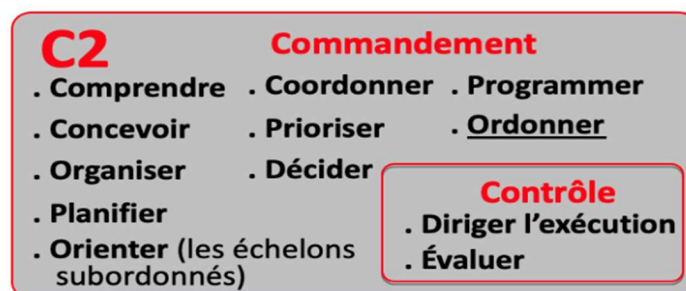 C2
Commandement
. Comprendre
. Concevoir
. Organiser
. Planifier
. Orienter (les échelons
subordonnés)
. Coordonner
. Prioriser
. Décider
. Programmer
. Ordonner
Contrôle
. Diriger l’exécution
. Évaluer